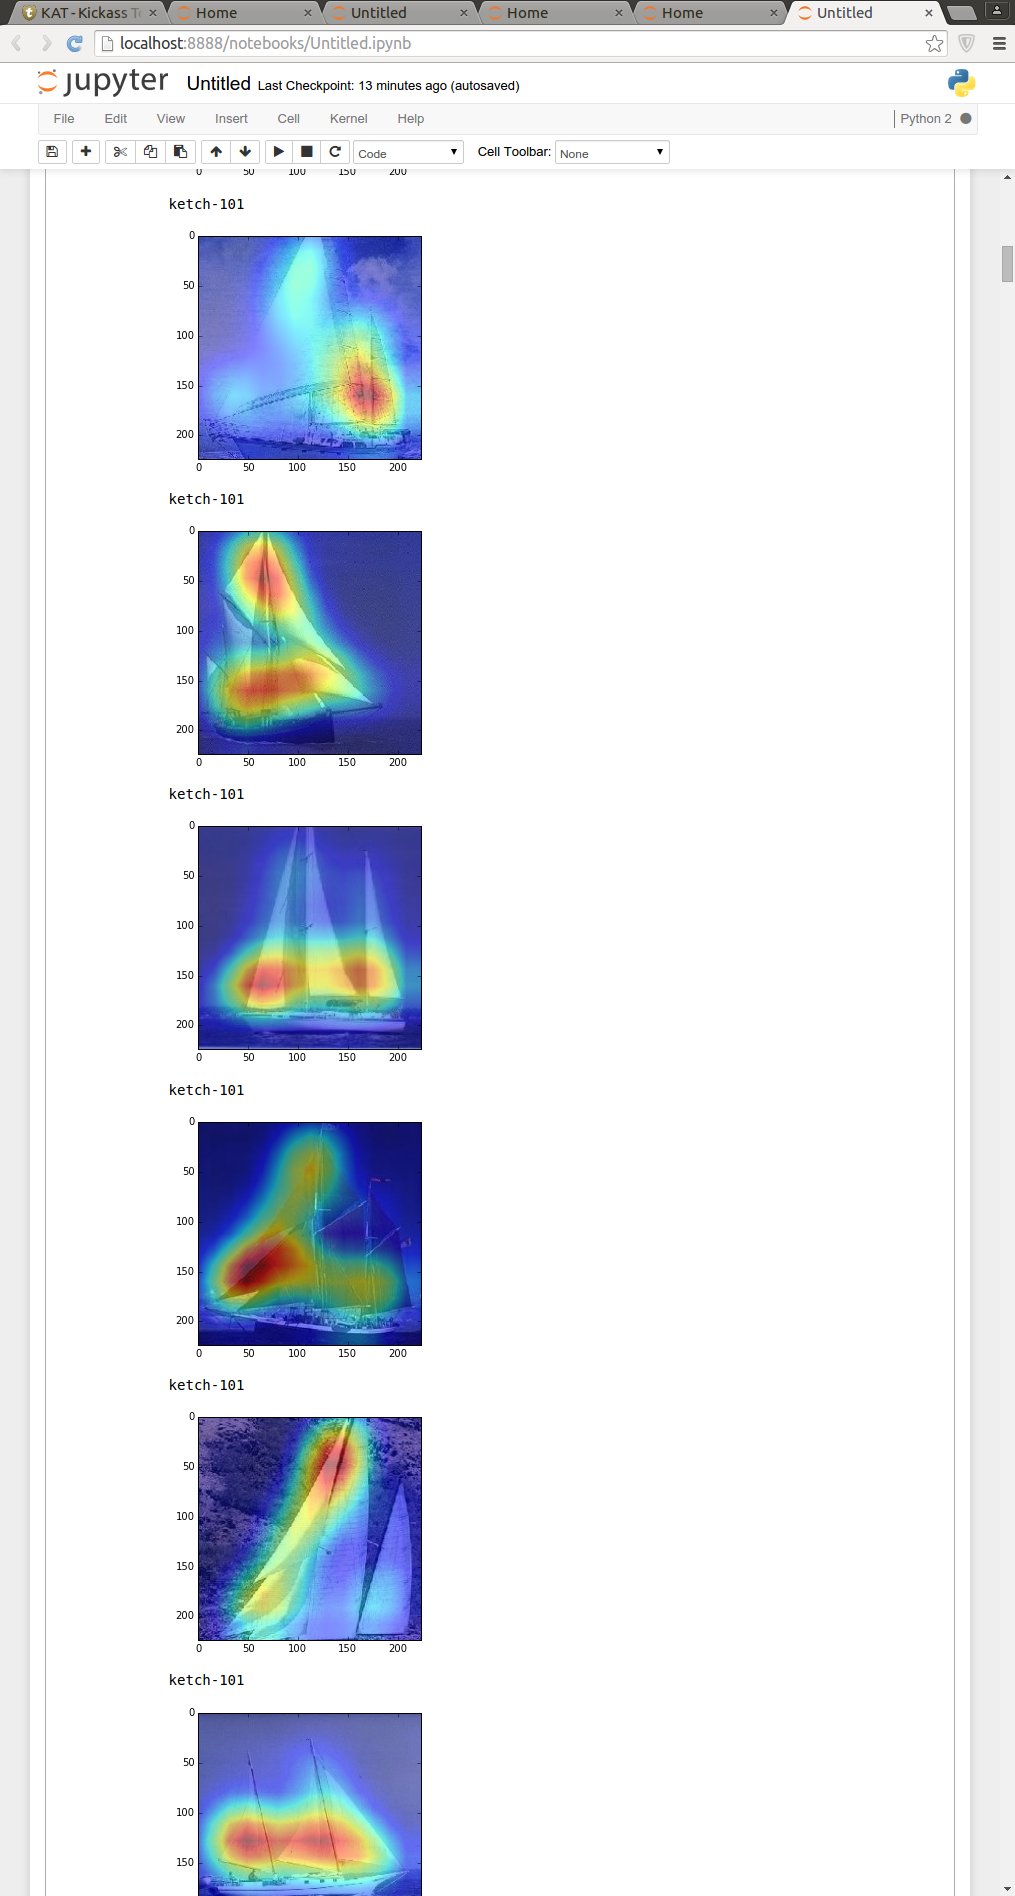 KAT - Kickass T
Home
Untitled
Home
Home
Untitled
localhost:8888/notebooks/Untitled.ipynb
jupyter Untitled Last Checkpoint: 13 minutes ago (autosaved)
File Edit View Insert Cell Kernel Help Python 2
Code Cell Toolbar: None
0 50 100 150 200
ketch-101
0
50
100
150
200
0 50 100 150 200
ketch-101
0
50
100
150
200
0 50 100 150 200
ketch-101
0
50
100
150
200
0 50 100 150 200
ketch-101
0
50
100
150
200
0 50 100 150 200
ketch-101
0
50
100
150
200
0 50 100 150 200
ketch-101
0
50
100
150